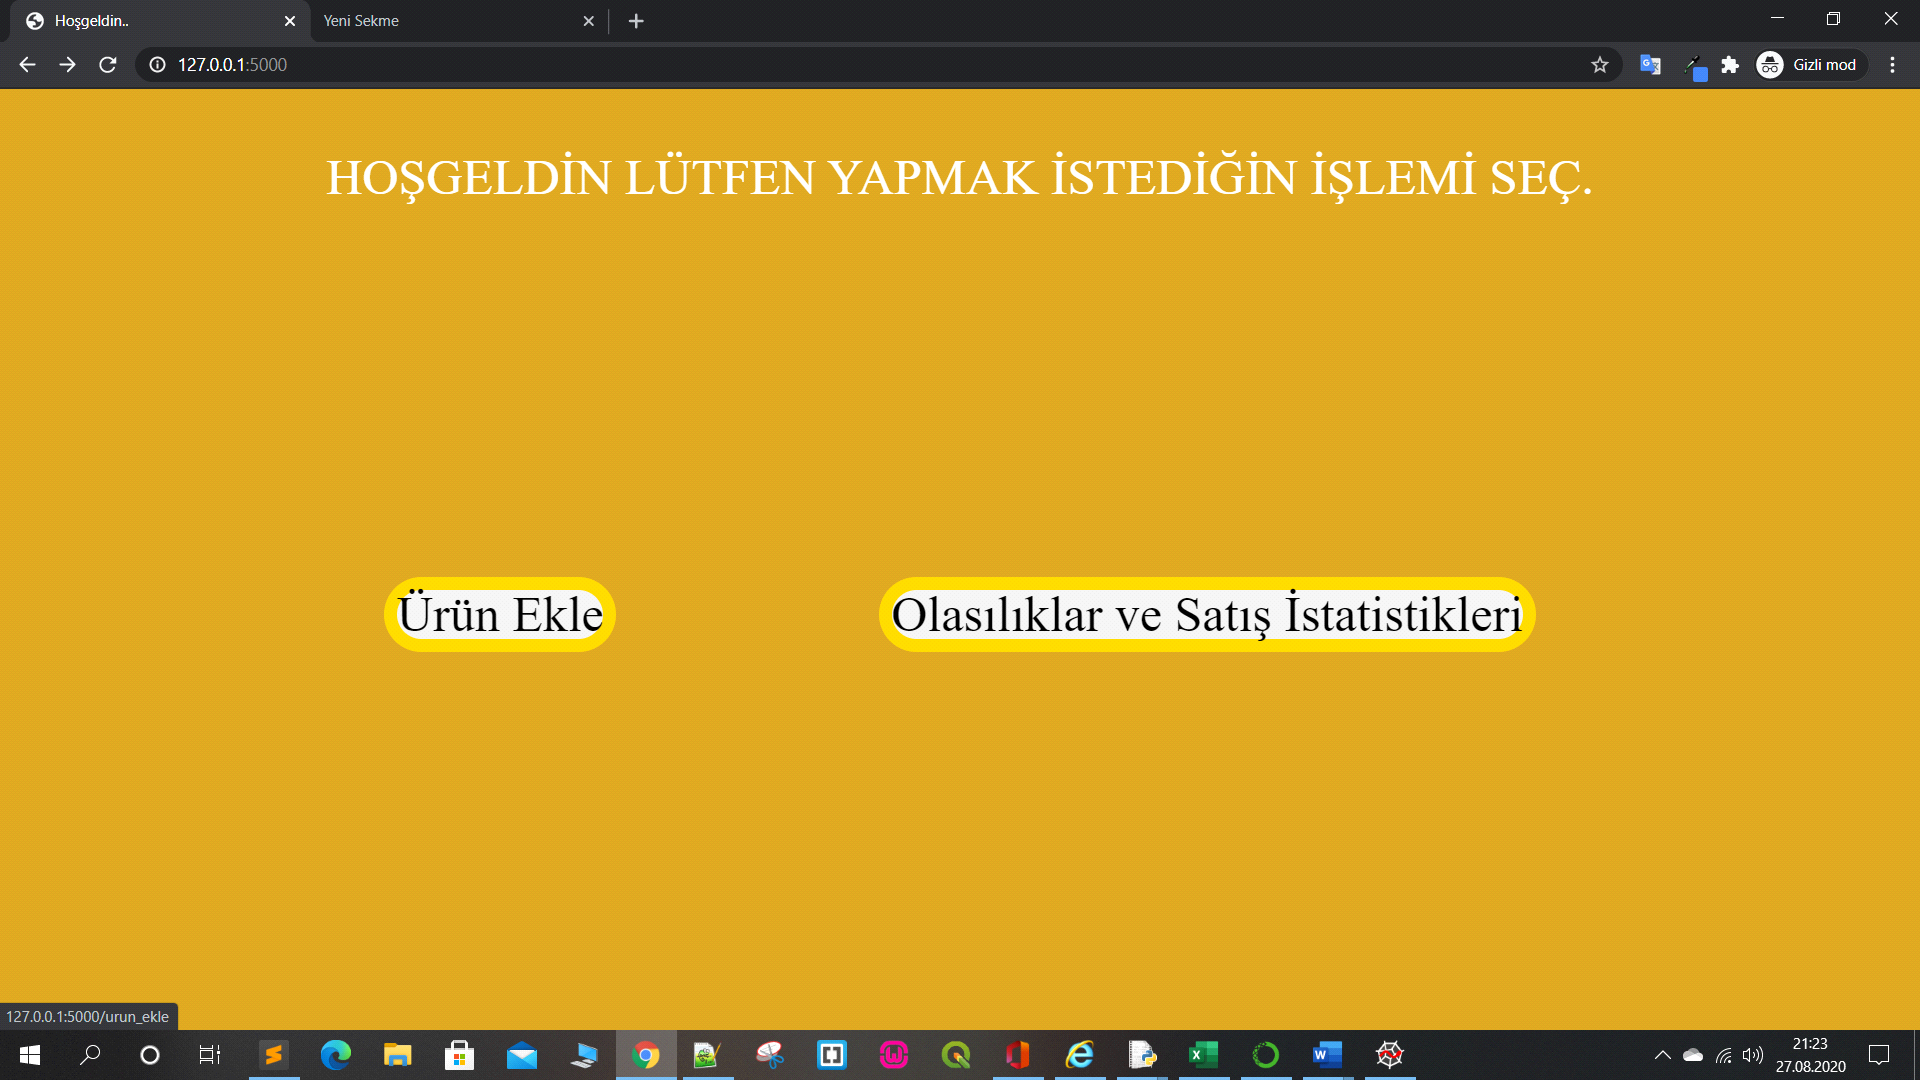 Hoşgeldin..
Yeni Sekme
127.0.0.1:5000
Gizli mod
HOŞGELDİN LÜTFEN YAPMAK İSTEDİĞİN İŞLEMİ SEÇ.
Ürün Ekle
Olasılıklar ve Satış İstatistikleri
127.0.0.1:5000/urun_ekle
21:23
27.08.2020